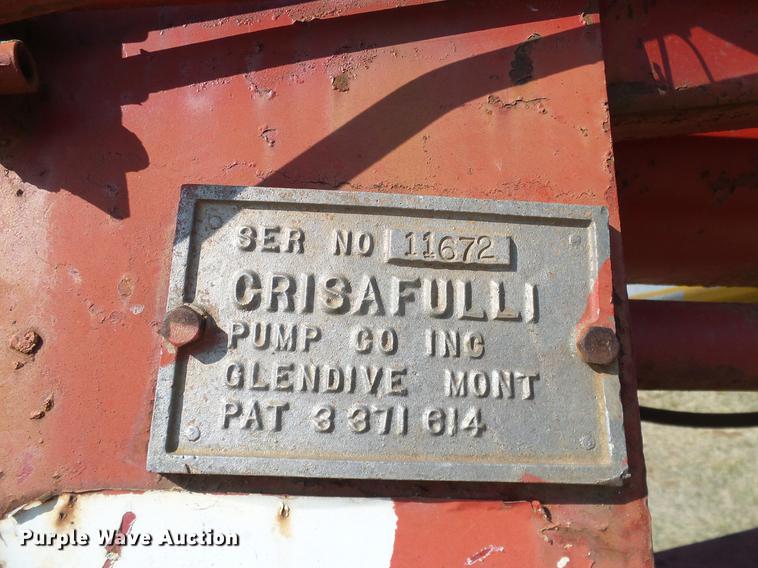 SER NO 11672
CRISAFULLI
PUMP CO INC
GLENDIVE MONT
PAT 3 371 614
Purple Wave Auction